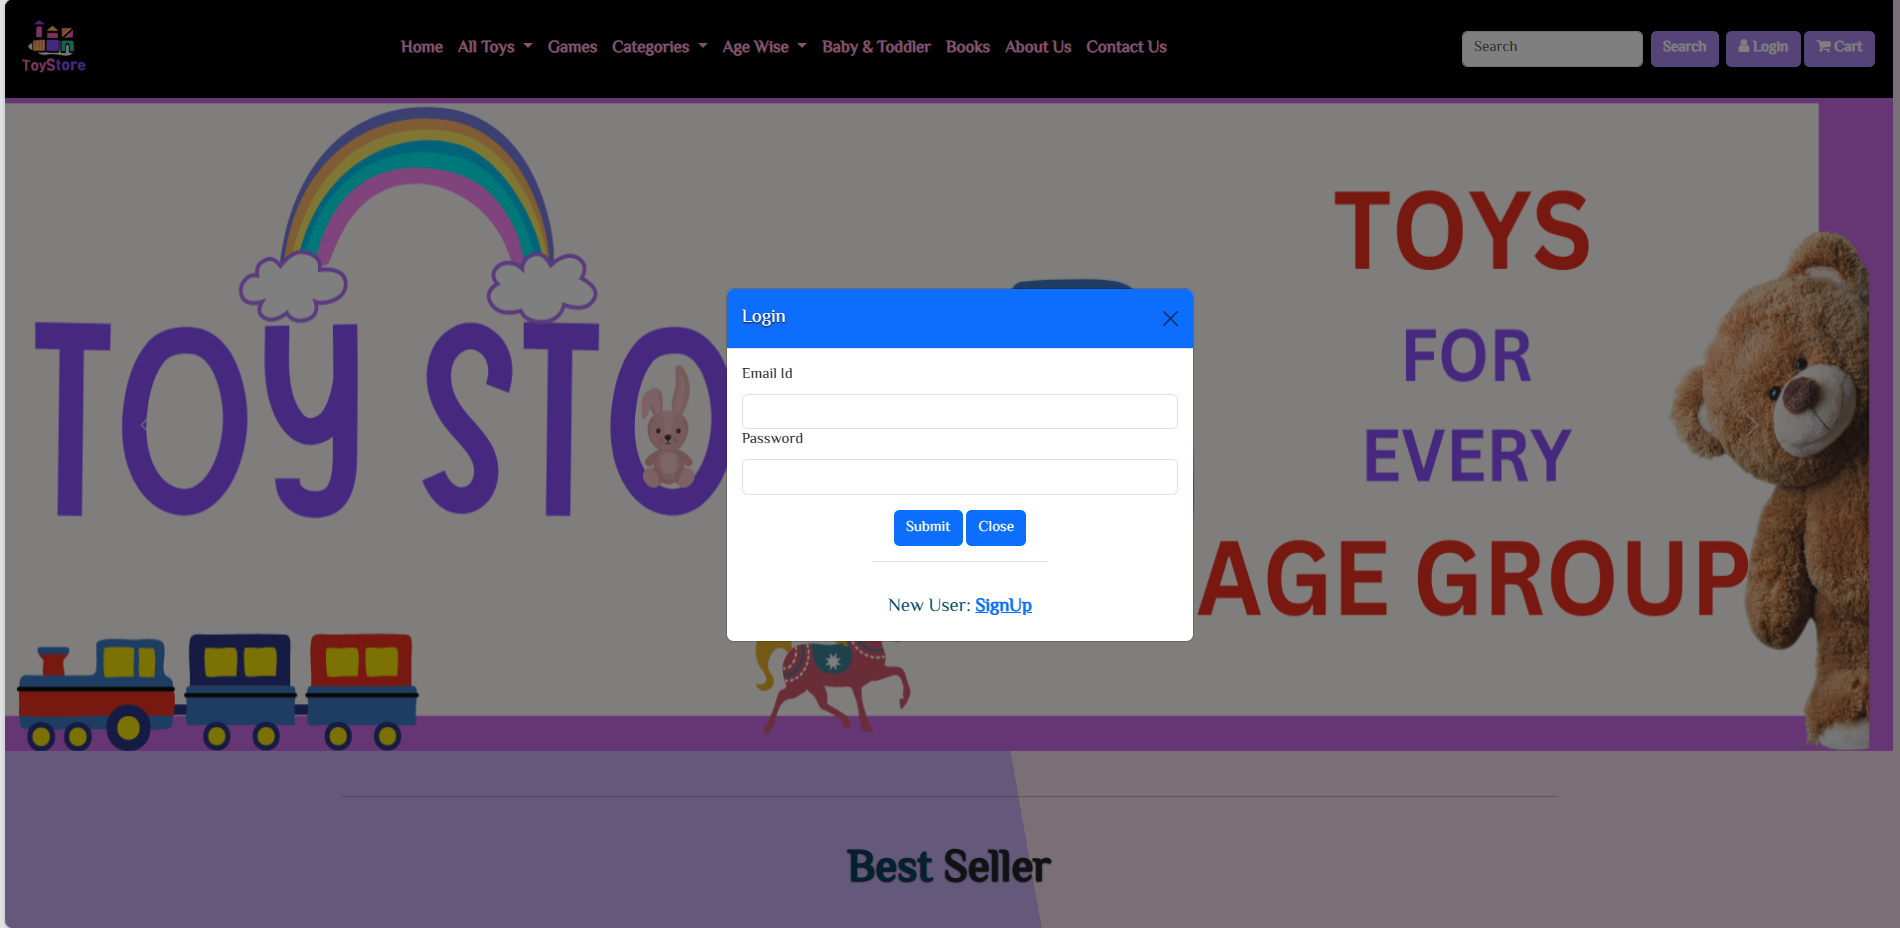 ToyStore
Home All Toys Games Categories Age Wise Baby & Toddler Books About Us Contact Us
Search Search Login Cart
TOY STO
TOYS
FOR
EVERY
AGE GROUP
Login
Email Id
Password
Submit Close
New User: SignUp
Best Seller